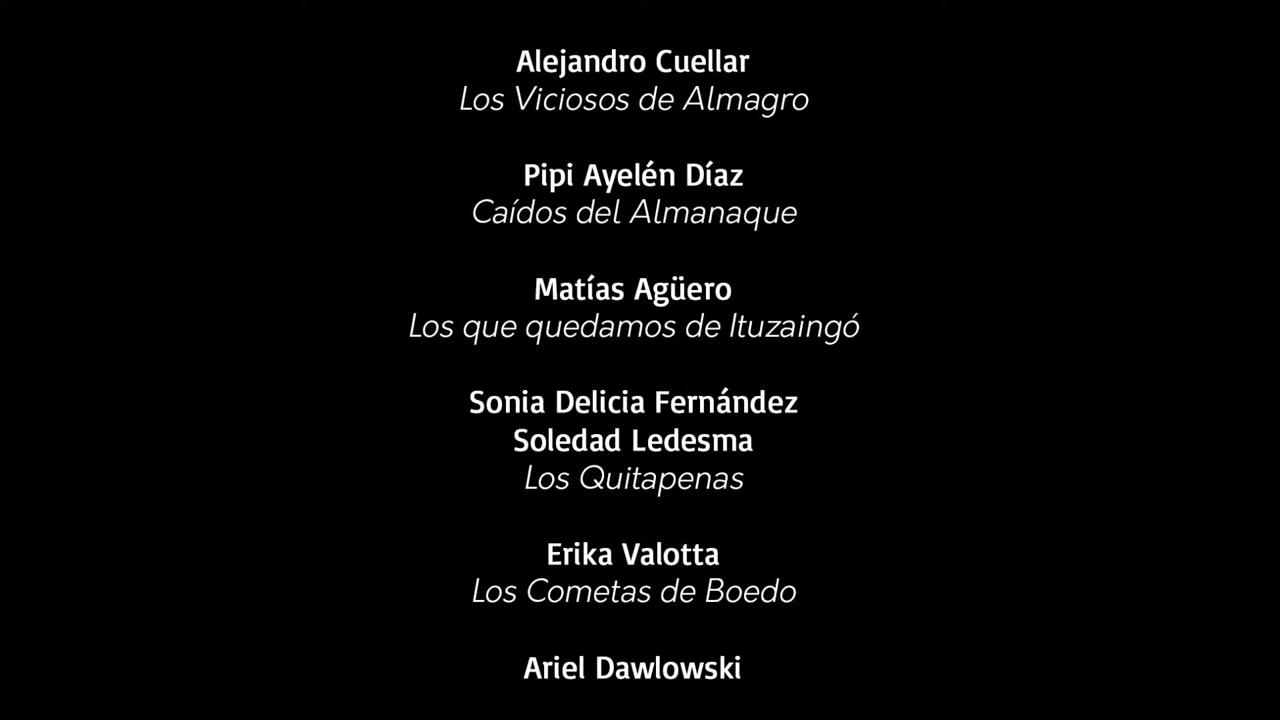 Alejandro Cuellar
Los Viciosos de Almagro
Pipi Ayelén Díaz
Caídos del Almanaque
Matías Agüero
Los que quedamos de Ituzaingó
Sonia Delicia Fernández
Soledad Ledesma
Los Quitapenas
Erika Valotta
Los Cometas de Boedo
Ariel Dawlowski